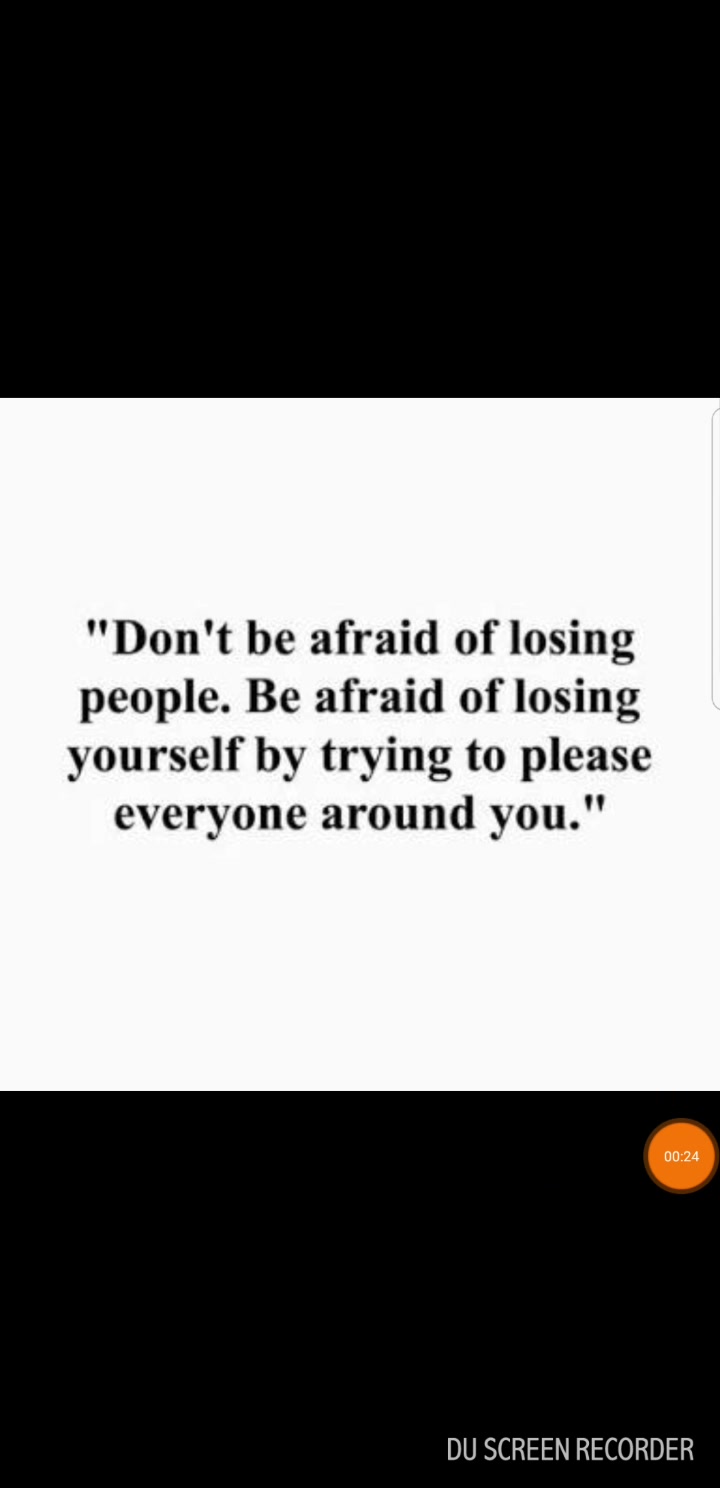 "Don't be afraid of losing
people. Be afraid of losing
yourself by trying to please
everyone around you."
00:24
DU SCREEN RECORDER